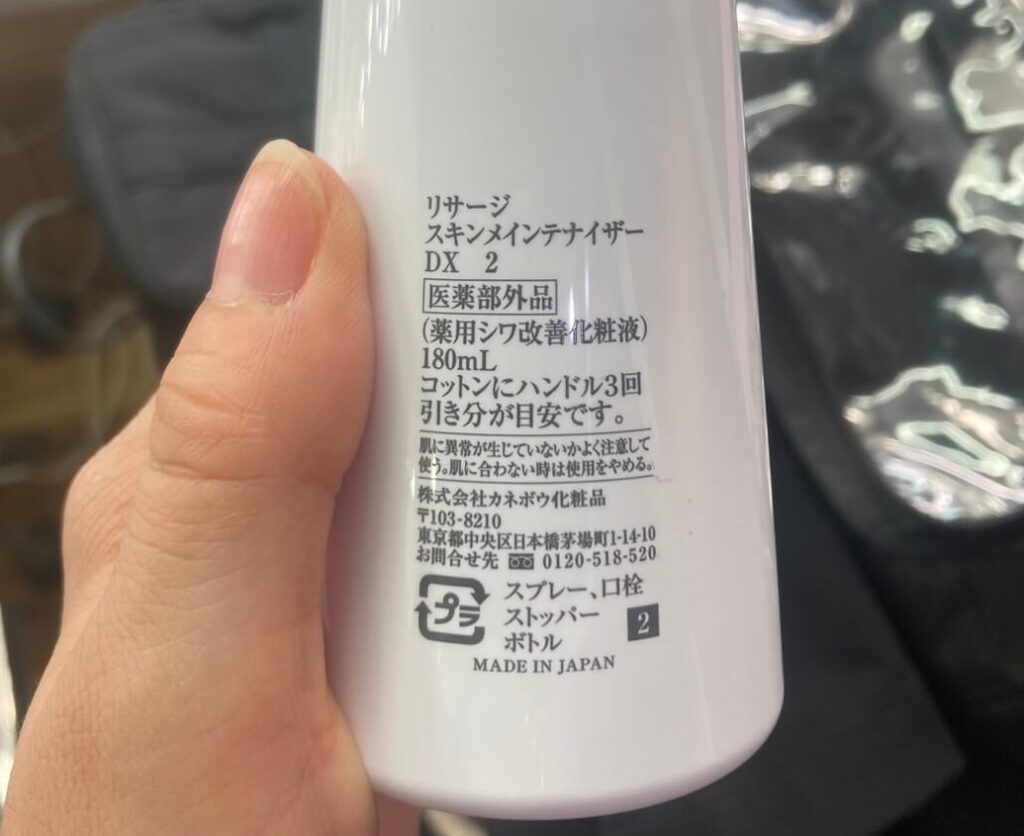 リサージ
スキンメインテナイザー
DX 2
医薬部外品
(薬用シワ改善化粧液)
180mL
コットンにハンドル3回
引き分が目安です。
肌に異常が生じていないかよく注意して
使う。肌に合わない時は使用をやめる。
株式会社カネボウ化粧品
〒103-8210
東京都中央区日本橋茅場町1-14-10
お問合せ先 0120-518-520
プラ
スプレー、口栓
ストッパー
ボトル
2
MADE IN JAPAN